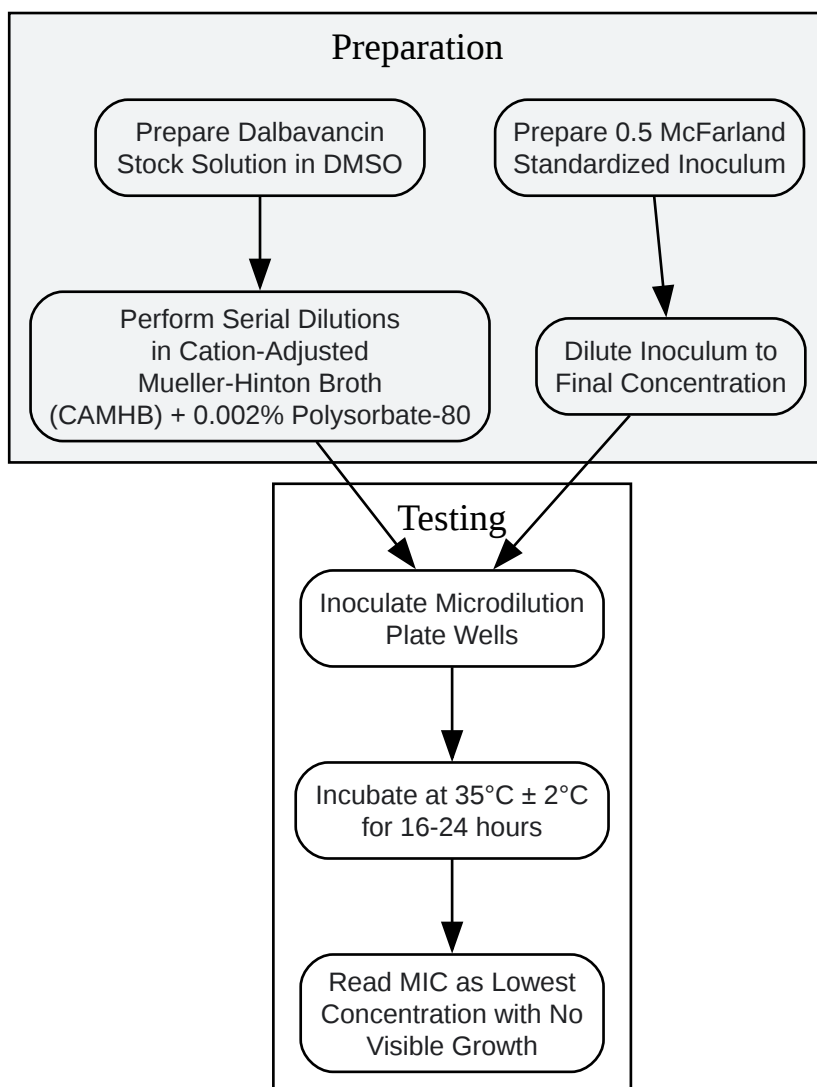 Preparation
Prepare Dalbavancin
Stock Solution in DMSO
Prepare 0.5 McFarland
Standardized Inoculum
Perform Serial Dilutions
in Cation-Adjusted
Mueller-Hinton Broth
(CAMHB) + 0.002% Polysorbate-80
Dilute Inoculum to
Final Concentration
Testing
Inoculate Microdilution
Plate Wells
Incubate at 35°C ± 2°C
for 16-24 hours
Read MIC as Lowest
Concentration with No
Visible Growth